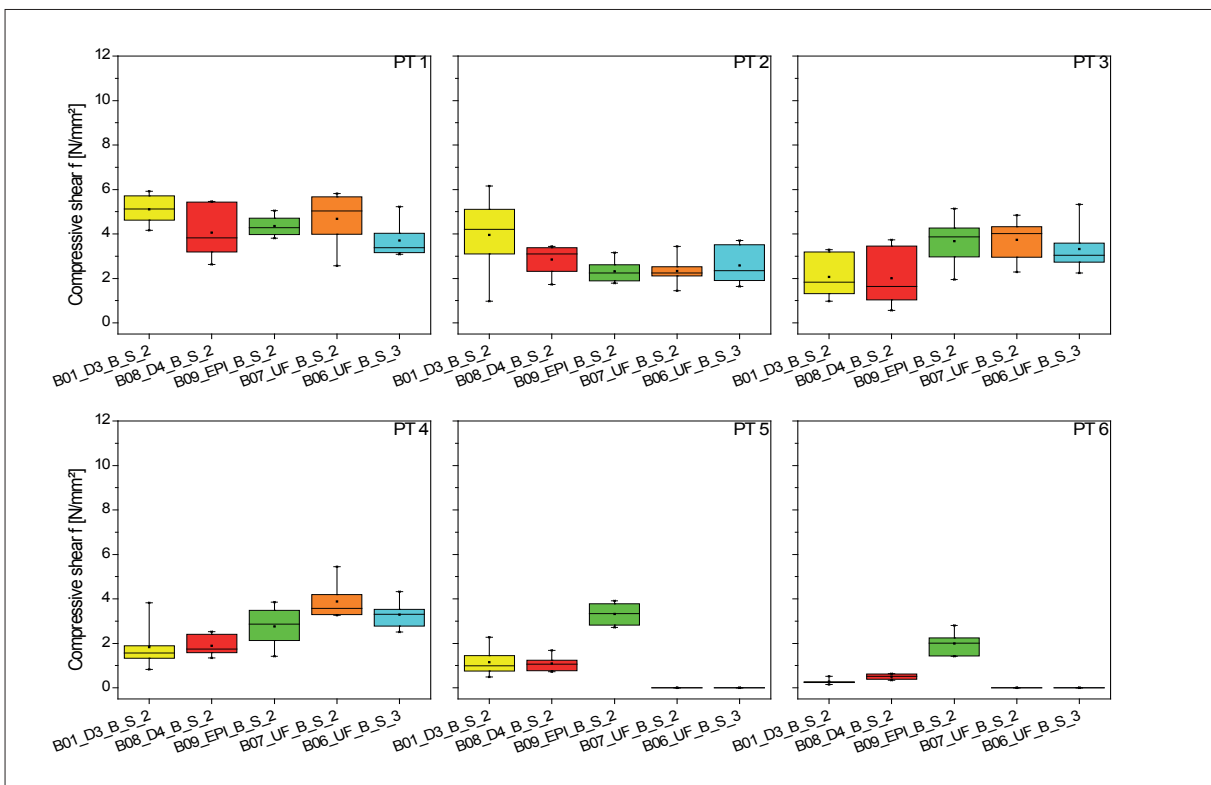 PT 1
PT 2
PT 3
Compressive shear f [N/mm²]
12
10
8
6
4
2
0
B01_D3_B_S_2
B08_D4_B_S_2
B09_EPI_B_S_2
B07_UF_B_S_2
B06_UF_B_S_3
B01_D3_B_S_2
B08_D4_B_S_2
B09_EPI_B_S_2
B07_UF_B_S_2
B06_UF_B_S_3
B01_D3_B_S_2
B08_D4_B_S_2
B09_EPI_B_S_2
B07_UF_B_S_2
B06_UF_B_S_3
PT 4
PT 5
PT 6
Compressive shear f [N/mm²]
12
10
8
6
4
2
0
B01_D3_B_S_2
B08_D4_B_S_2
B09_EPI_B_S_2
B07_UF_B_S_2
B06_UF_B_S_3
B01_D3_B_S_2
B08_D4_B_S_2
B09_EPI_B_S_2
B07_UF_B_S_2
B06_UF_B_S_3
B01_D3_B_S_2
B08_D4_B_S_2
B09_EPI_B_S_2
B07_UF_B_S_2
B06_UF_B_S_3